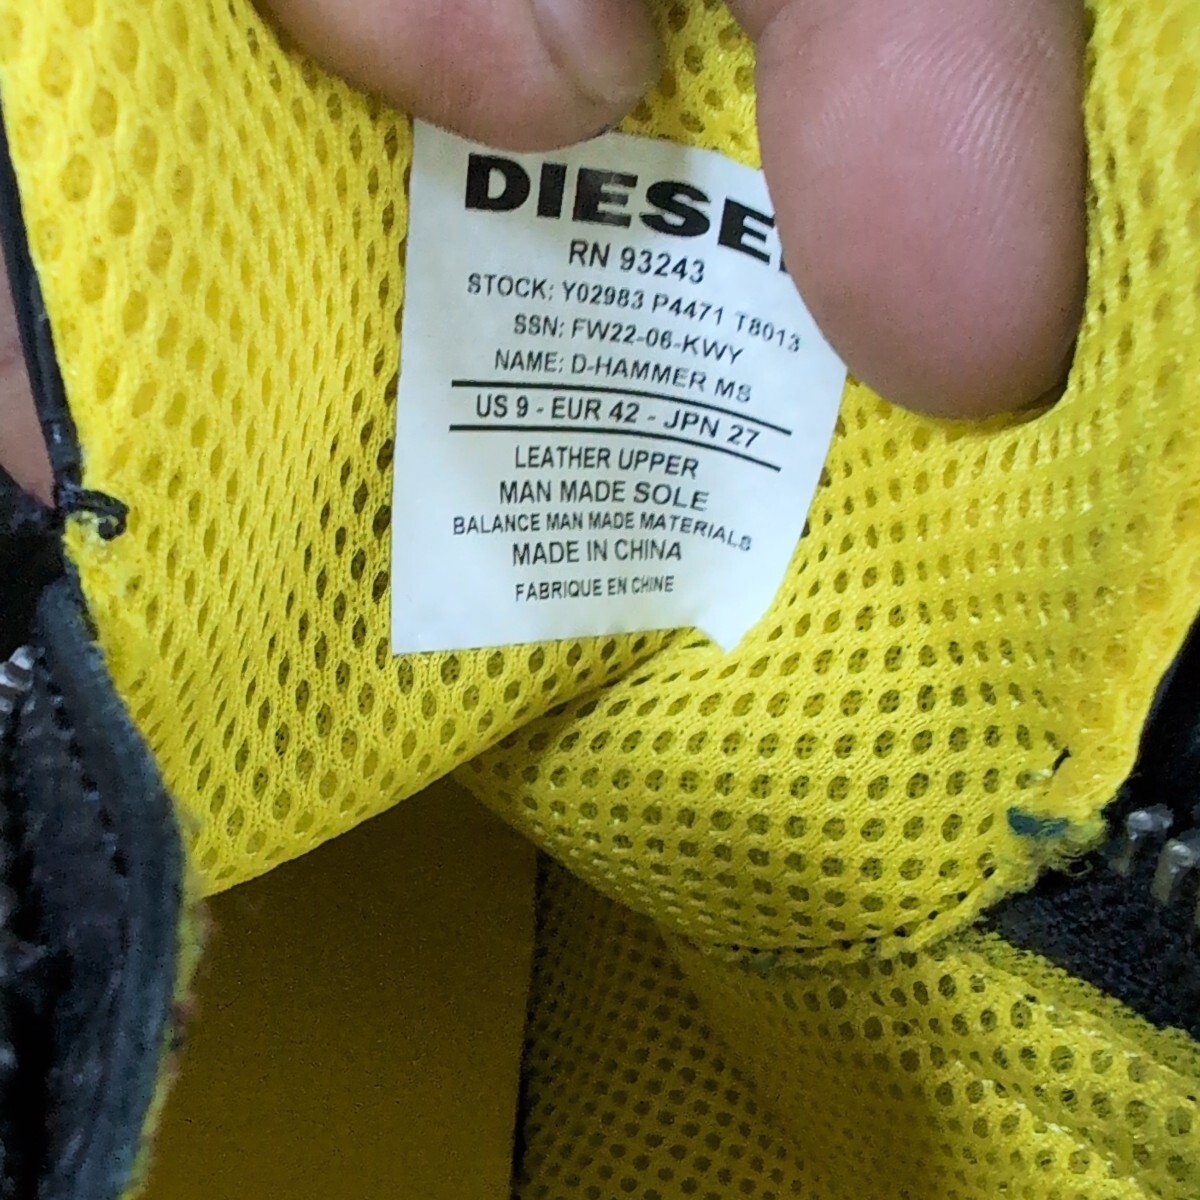 DIESEL
RN 93243
STOCK: Y02983 P4471 T8013
SSN: FW22-06-KWY
NAME: D-HAMMER MS
US 9 - EUR 42 - JPN 27
LEATHER UPPER
MAN MADE SOLE
BALANCE MAN MADE MATERIALS
MADE IN CHINA
FABRIQUE EN CHINE